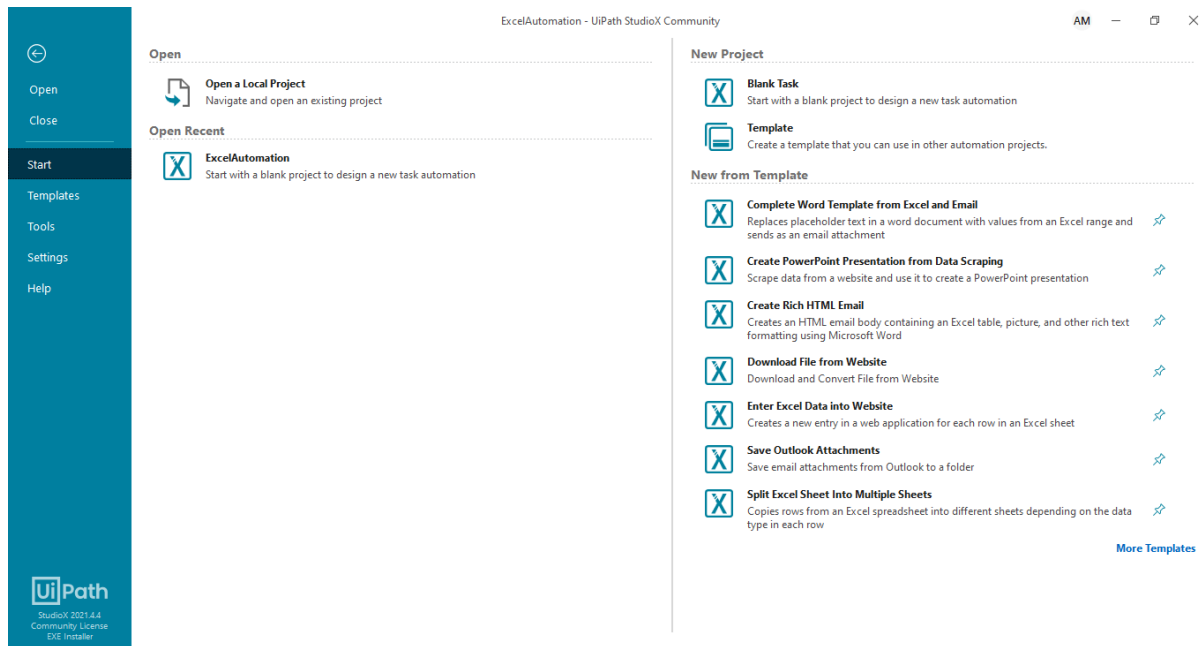 ExcelAutomation - UiPath StudioX Community
AM
Open
Close
Start
Templates
Tools
Settings
Help
UiPath
StudioX 2021.4.4
Community License
EXE Installer
Open
Open a Local Project
Navigate and open an existing project
Open Recent
ExcelAutomation
Start with a blank project to design a new task automation
New Project
Blank Task
Start with a blank project to design a new task automation
Template
Create a template that you can use in other automation projects.
New from Template
Complete Word Template from Excel and Email
Replaces placeholder text in a word document with values from an Excel range and
sends as an email attachment
Create PowerPoint Presentation from Data Scraping
Scrape data from a website and use it to create a PowerPoint presentation
Create Rich HTML Email
Creates an HTML email body containing an Excel table, picture, and other rich text
formatting using Microsoft Word
Download File from Website
Download and Convert File from Website
Enter Excel Data into Website
Creates a new entry in a web application for each row in an Excel sheet
Save Outlook Attachments
Save email attachments from Outlook to a folder
Split Excel Sheet Into Multiple Sheets
Copies rows from an Excel spreadsheet into different sheets depending on the data
type in each row
More Templates